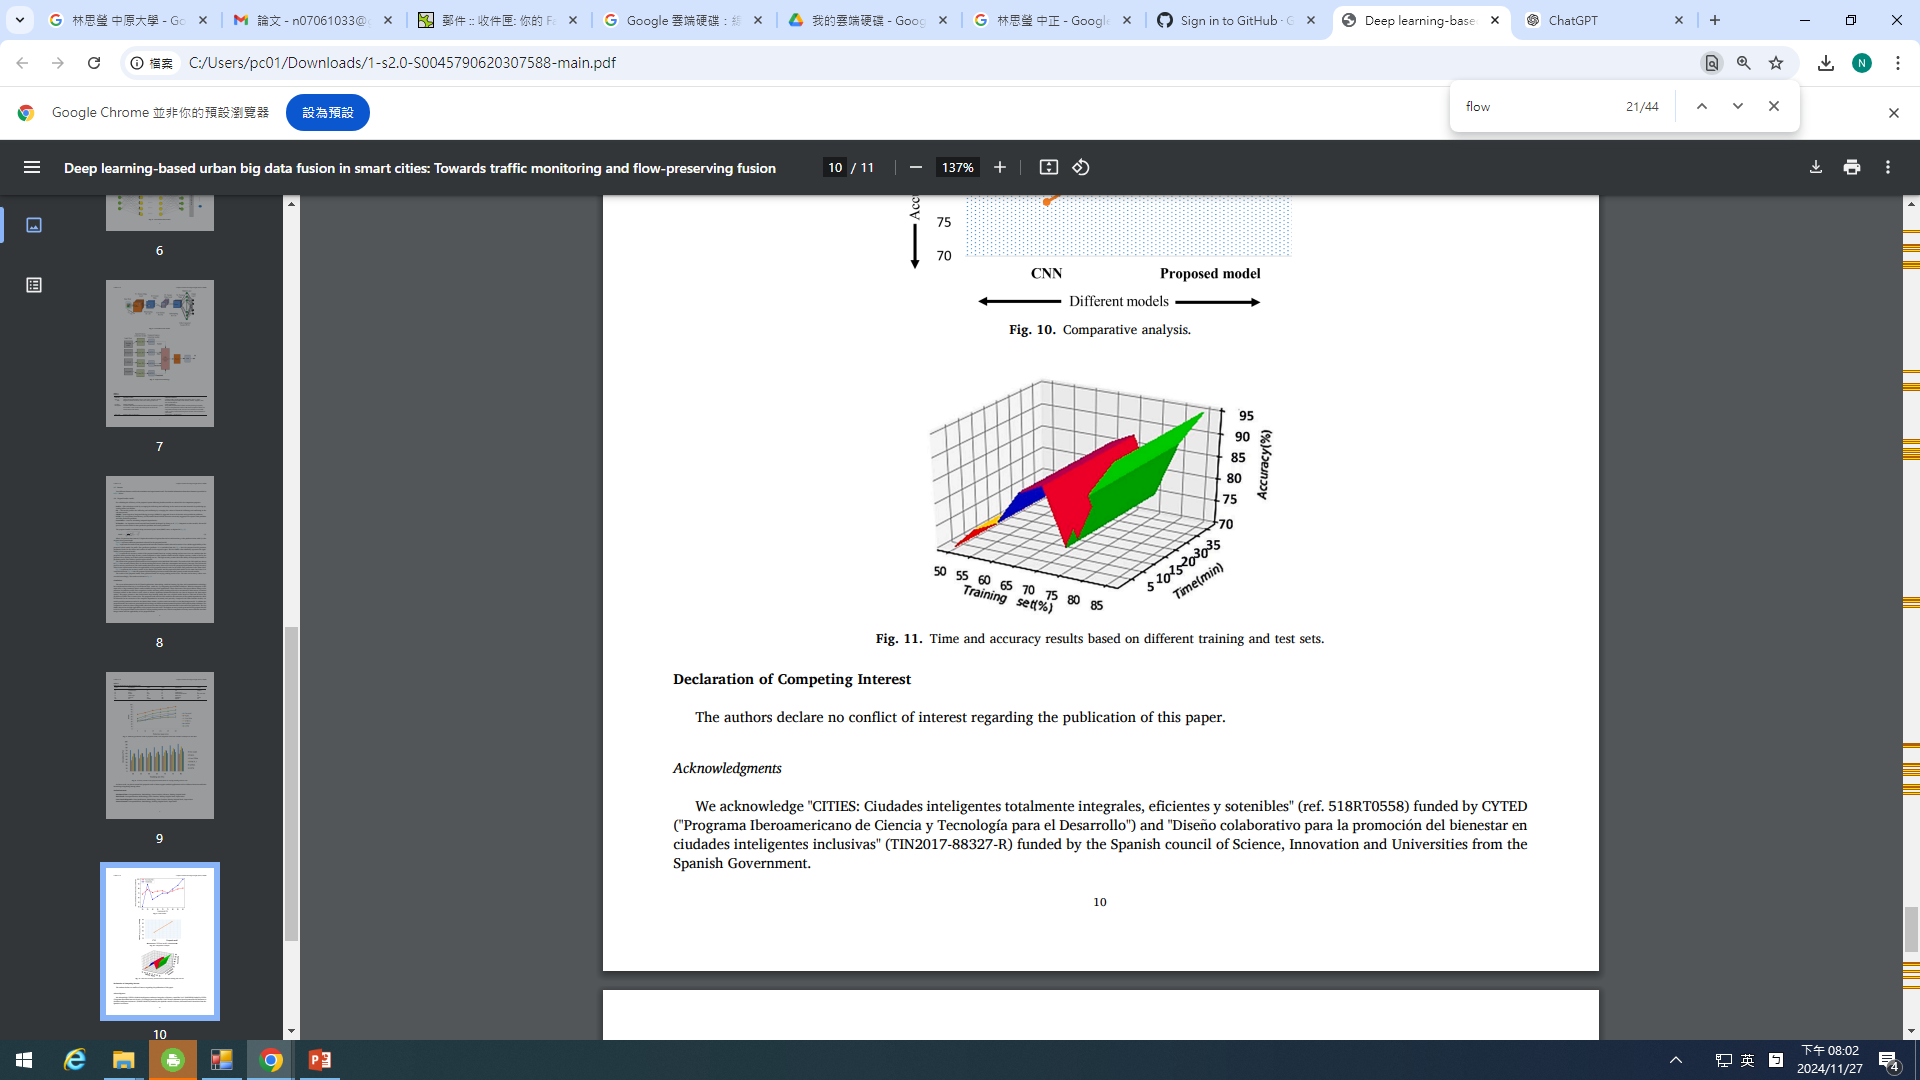 林思螢 中原大學 - Go
論文 - n07061033@g
郵件 :: 收件匣: 你的 Fa
Google 雲端硬碟：
我的雲端硬碟 - Goog
林思螢 中正 - Google
Sign in to GitHub · G
Deep learning-base
ChatGPT
檔案
C:/Users/pc01/Downloads/1-s2.0-S0045790620307588-main.pdf
N
Google Chrome 並非你的預設瀏覽器
設為預設
flow
21/44
Deep learning-based urban big data fusion in smart cities: Towards traffic monitoring and flow-preserving fusion
10 / 11
137%
6
7
8
9
10
Acc
75
70
CNN
Proposed model
Different models
Fig. 10. Comparative analysis.
95
90
85
80
75
70
Accuracy(%)
50 55 60 65 70 75 80 85
Training set(%)
5 10 15 20 30 35
Time(min)
Fig. 11. Time and accuracy results based on different training and test sets.
Declaration of Competing Interest
The authors declare no conflict of interest regarding the publication of this paper.
Acknowledgments
We acknowledge "CITIES: Ciudades inteligentes totalmente integrales, eficientes y sotenibles" (ref. 518RT0558) funded by CYTED
("Programa Iberoamericano de Ciencia y Tecnología para el Desarrollo") and "Diseño colaborativo para la promoción del bienestar en
ciudades inteligentes inclusivas" (TIN2017-88327-R) funded by the Spanish council of Science, Innovation and Universities from the
Spanish Government.
10
英
下午 08:02
2024/11/27
4